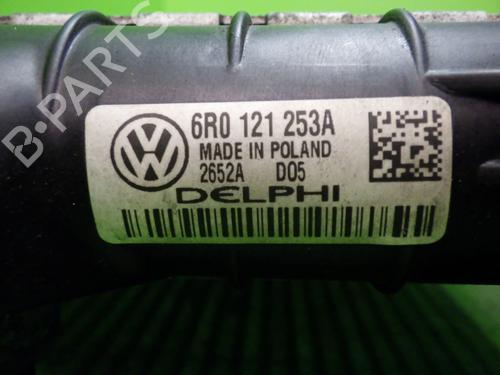 6R0 121 253A
MADE IN POLAND
2652A D05
DELPHI
B-PARTS